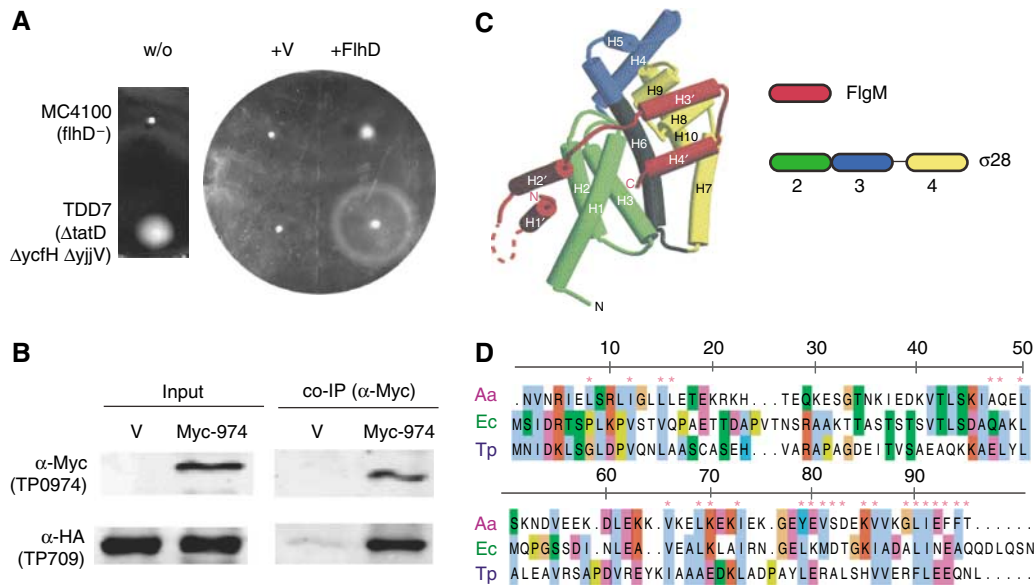 A
w/o
+V
+FlhD
MC4100
(flhD⁻)
TDD7
(ΔtatD
ΔycfH ΔyjjV)
B
Input
co-IP (α-Myc)
V
Myc-974
V
Myc-974
α-Myc
(TP0974)
α-HA
(TP709)
C
H5
H4
H9
H3′
H8
H10
H6
H4′
H2′
H2
C
N
H3
H7
H1
H1′
N
FlgM
σ28
2
3
4
D
10
20
30
40
50
Aa .NVNRIELSRLIGLLLETEKRKH...TEQKESGTNKIEDKVTLSKIAQEL
Ec MSIDRTSPLKPVSTVQPAETTDAPVTNSRAAKTTASTSTSVTLSDAQAKL
Tp MNIDKLSGLDPVQNLAASCASEH...VARAPAGDEITVSAEAQKKAELYL
60
70
80
90
Aa SKNDVEEK.DLEKK.VKELKEKIEK.GEYEVSDEKVVKGLIEFFT......
Ec MQPGSSDI.NLEA..VEALKLAIRN.GELKMDTGKIADALINEAQQDLQSN
Tp ALEAVRSAPDVREYKIAAAEDKLADPAYLERALSHVVERFLEEQNL.....